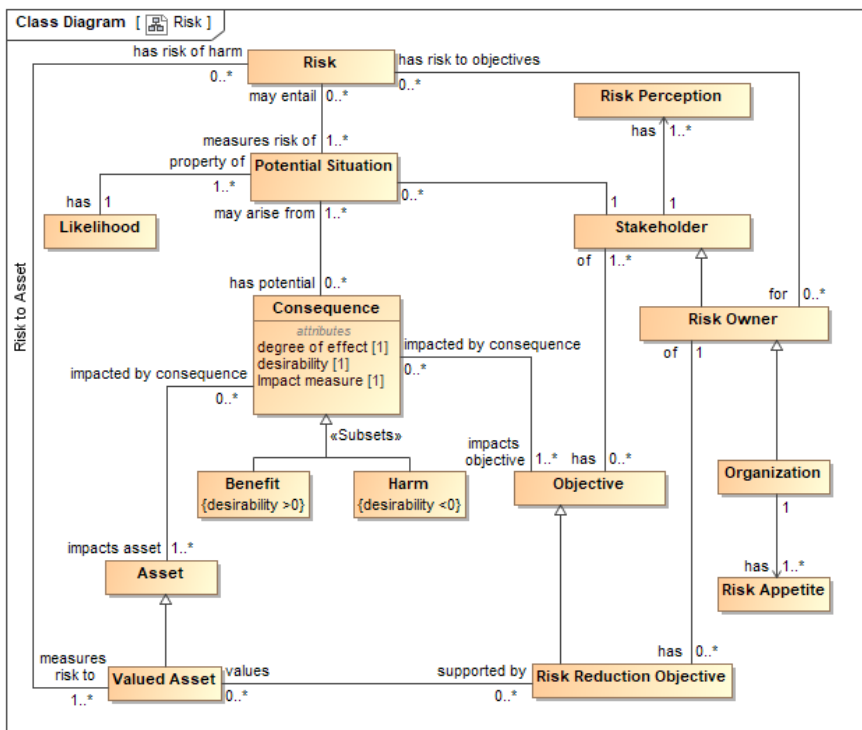 Class Diagram [ Risk ]
has risk of harm
0..*
Risk
has risk to objectives
0..*
may entail
0..*
Risk Perception
has
1..*
measures risk of
1..*
property of
1..*
Potential Situation
0..*
1
1
has
1
Likelihood
may arise from
1..*
Stakeholder
of
1..*
Risk to Asset
has potential
0..*
for
0..*
Consequence
attributes
degree of effect [1]
desirability [1]
Impact measure [1]
Risk Owner
of
1
impacted by consequence
0..*
impacted by consequence
0..*
«Subsets»
impacts
objective
1..*
has
0..*
Benefit
{desirability >0}
Harm
{desirability <0}
Objective
Organization
1
impacts asset
1..*
has
1..*
Asset
Risk Appetite
measures
risk to
1..*
Valued Asset
values
0..*
supported by
0..*
has
0..*
Risk Reduction Objective